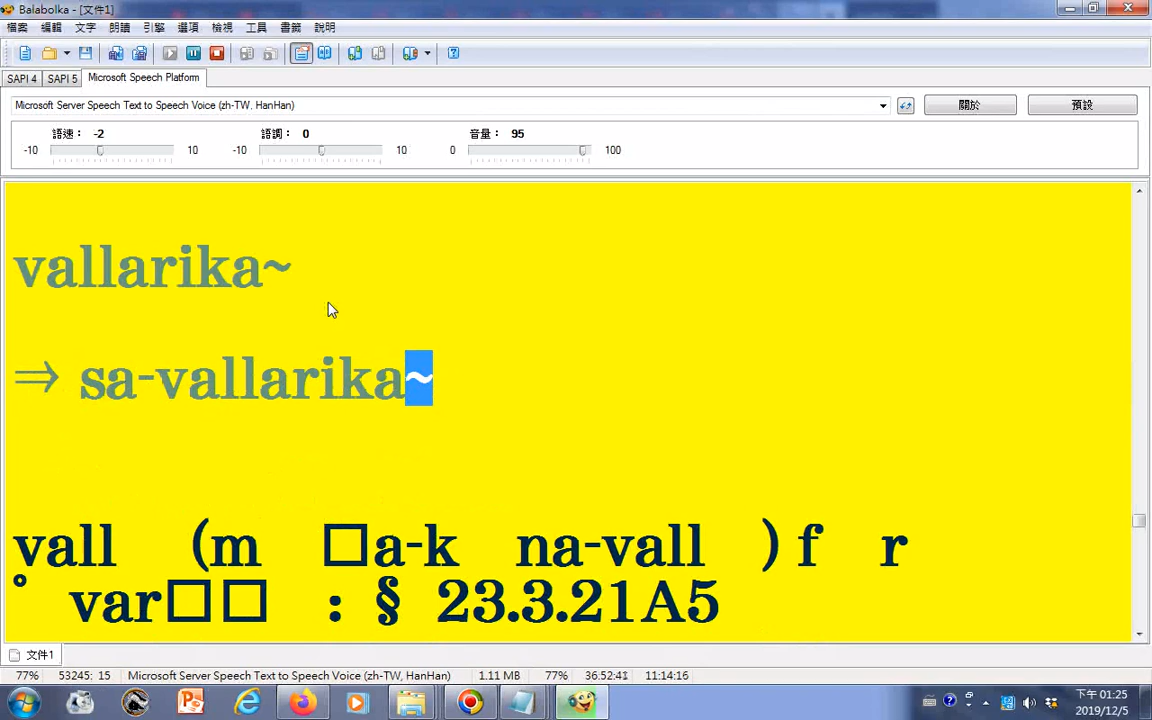 Balabolka - [文件1]
檔案 編輯 文字 朗讀 引擎 選項 檢視 工具 書籤 說明
SAPI 4 SAPI 5 Microsoft Speech Platform
Microsoft Server Speech Text to Speech Voice (zh-TW, HanHan) 關於 預設
語速： -2 語調： 0 音量： 95
-10 10 -10 10 0 100
vallarika~
⇒ sa-vallarika~
vall (m □a-k na-vall ) f r
° var□□ : § 23.3.21A5
文件1
77% 53245: 15 Microsoft Server Speech Text to Speech Voice (zh-TW, HanHan) 1.11 MB 77% 36:52:41 11:14:16
下午 01:25
2019/12/5